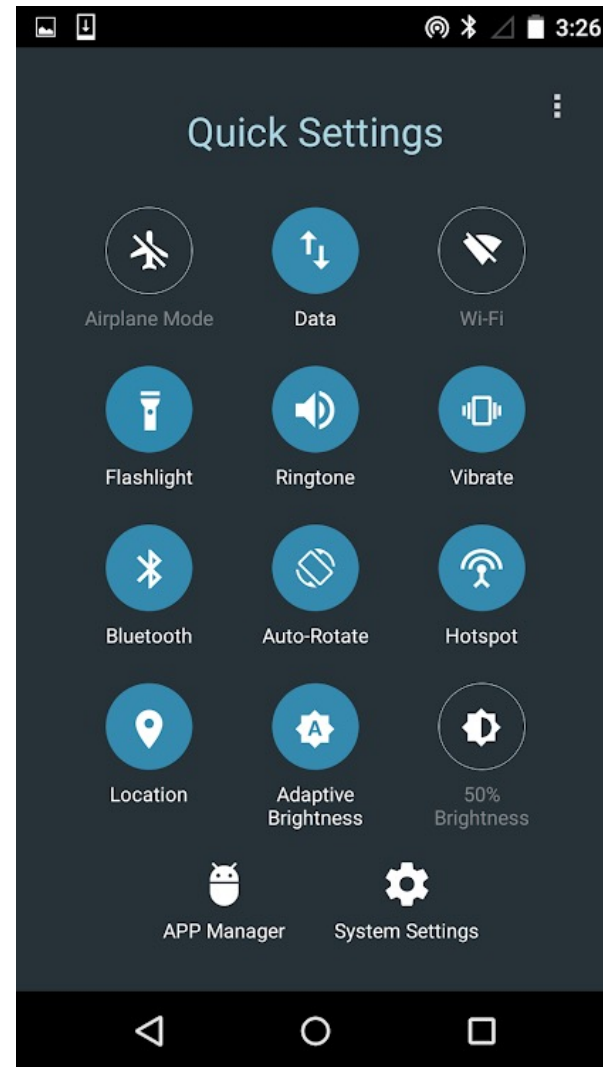 3:26
Quick Settings
Airplane Mode
Data
Wi-Fi
Flashlight
Ringtone
Vibrate
Bluetooth
Auto-Rotate
Hotspot
Location
Adaptive
Brightness
50%
Brightness
APP Manager
System Settings